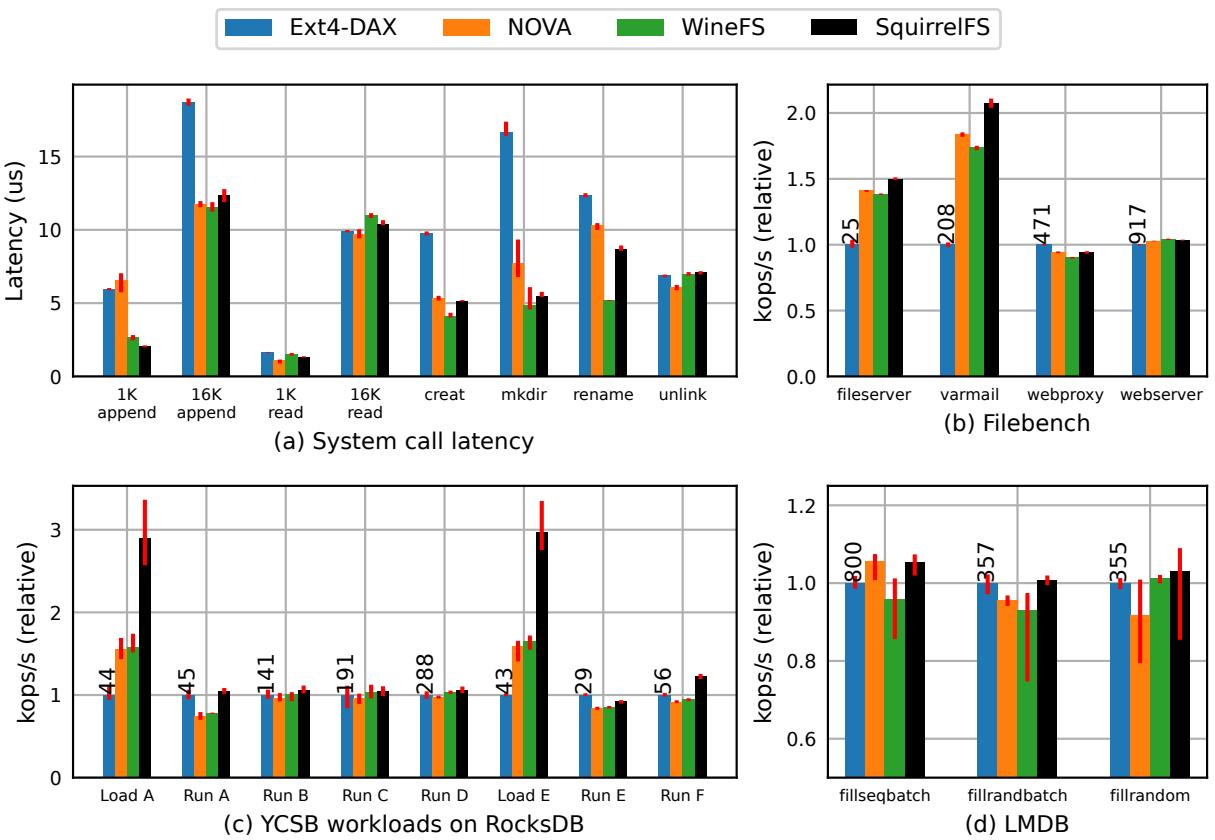 Ext4-DAX NOVA WineFS SquirrelFS
Latency (us)
15
10
5
0
1K append
16K append
1K read
16K read
creat
mkdir
rename
unlink
(a) System call latency
kops/s (relative)
2.0
1.5
1.0
0.5
0.0
25
208
471
917
fileserver
varmail
webproxy
webserver
(b) Filebench
kops/s (relative)
3
2
1
0
44
45
141
191
288
43
29
56
Load A
Run A
Run B
Run C
Run D
Load E
Run E
Run F
(c) YCSB workloads on RocksDB
kops/s (relative)
1.2
1.0
0.8
0.6
800
357
355
fillseqbatch
fillrandbatch
fillrandom
(d) LMDB